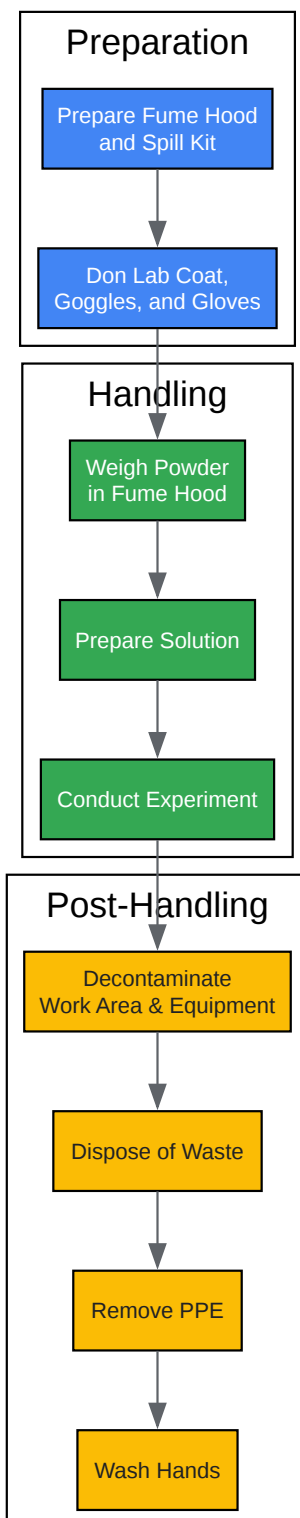 Preparation
Prepare Fume Hood
and Spill Kit
Don Lab Coat,
Goggles, and Gloves
Handling
Weigh Powder
in Fume Hood
Prepare Solution
Conduct Experiment
Post-Handling
Decontaminate
Work Area & Equipment
Dispose of Waste
Remove PPE
Wash Hands